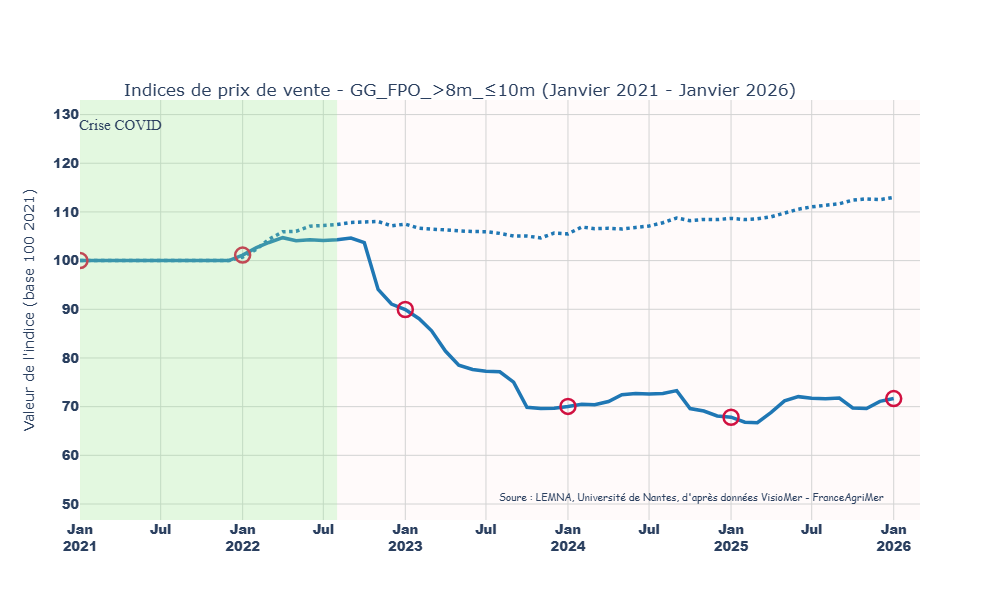 Indices de prix de vente - GG_FPO_>8m_≤10m (Janvier 2021 - Janvier 2026)
Valeur de l'indice (base 100 2021)
130
120
110
100
90
80
70
60
50
Crise COVID
Soure : LEMNA, Université de Nantes, d'après données VisioMer - FranceAgriMer
Jan
2021
Jul
Jan
2022
Jul
Jan
2023
Jul
Jan
2024
Jul
Jan
2025
Jul
Jan
2026